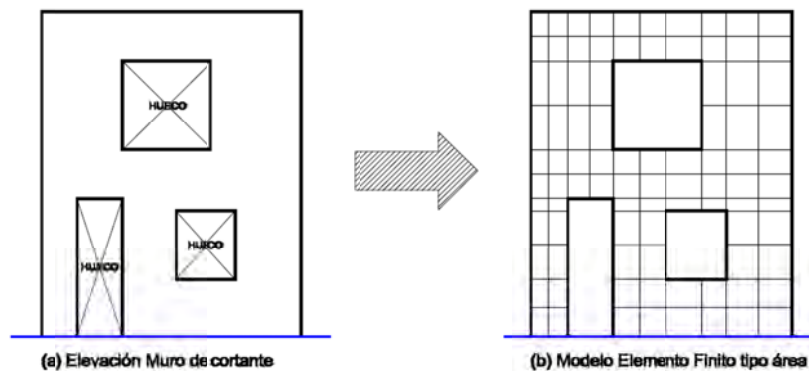 HUECO
HUECO
HUECO
(a) Elevación Muro de cortante
(b) Modelo Elemento Finito tipo área